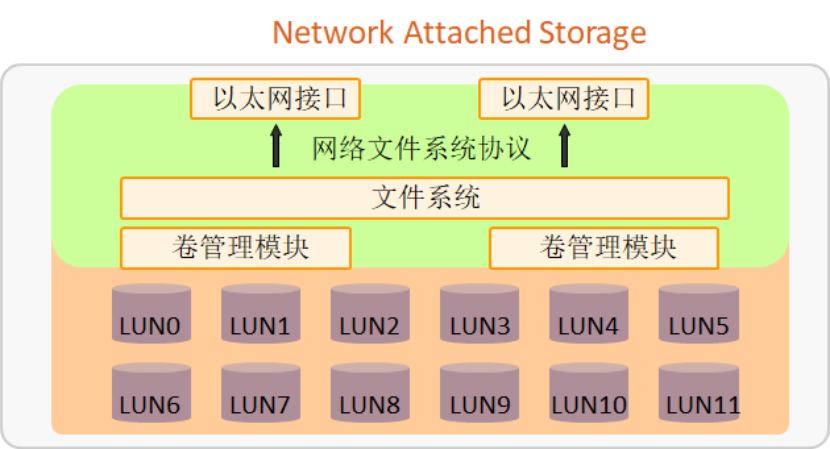 Network Attached Storage
以太网接口 以太网接口
网络文件系统协议
文件系统
卷管理模块 卷管理模块
LUN0 LUN1 LUN2 LUN3 LUN4 LUN5
LUN6 LUN7 LUN8 LUN9 LUN10 LUN11